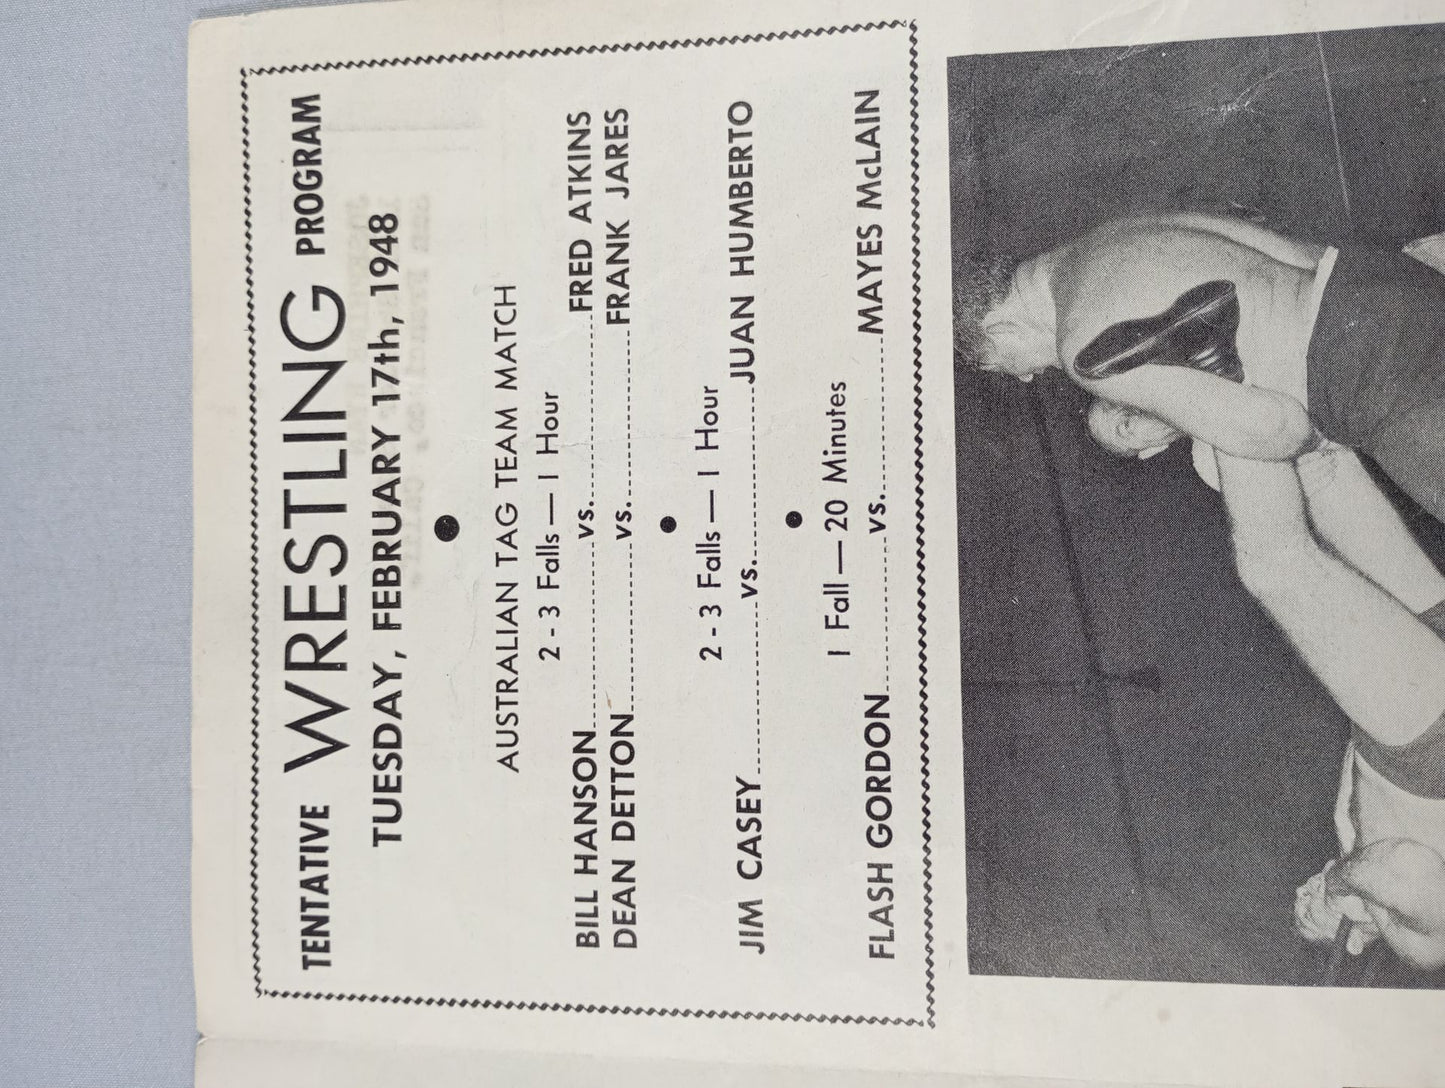 TENTATIVE WRESTLING PROGRAM
TUESDAY, FEBRUARY 17th, 1948
AUSTRALIAN TAG TEAM MATCH
2 - 3 Falls — 1 Hour
BILL HANSON vs. FRED ATKINS
DEAN DETTON vs. FRANK JARES
2 - 3 Falls — 1 Hour
JIM CASEY vs. JUAN HUMBERTO
1 Fall — 20 Minutes
FLASH GORDON vs. MAYES McLAIN